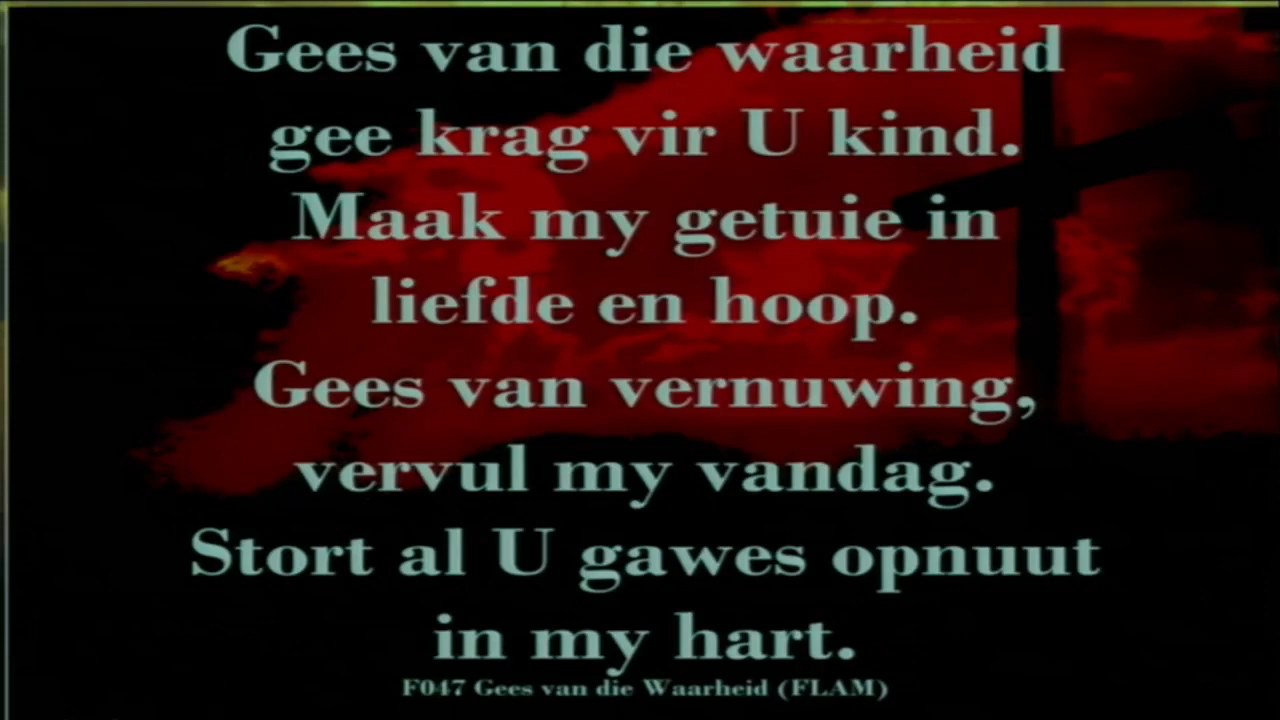 Gees van die waarheid
gee krag vir U kind.
Maak my getuie in
liefde en hoop.
Gees van vernuwing,
vervul my vandag.
Stort al U gawes opnuut
in my hart.
F047 Gees van die Waarheid (FLAM)